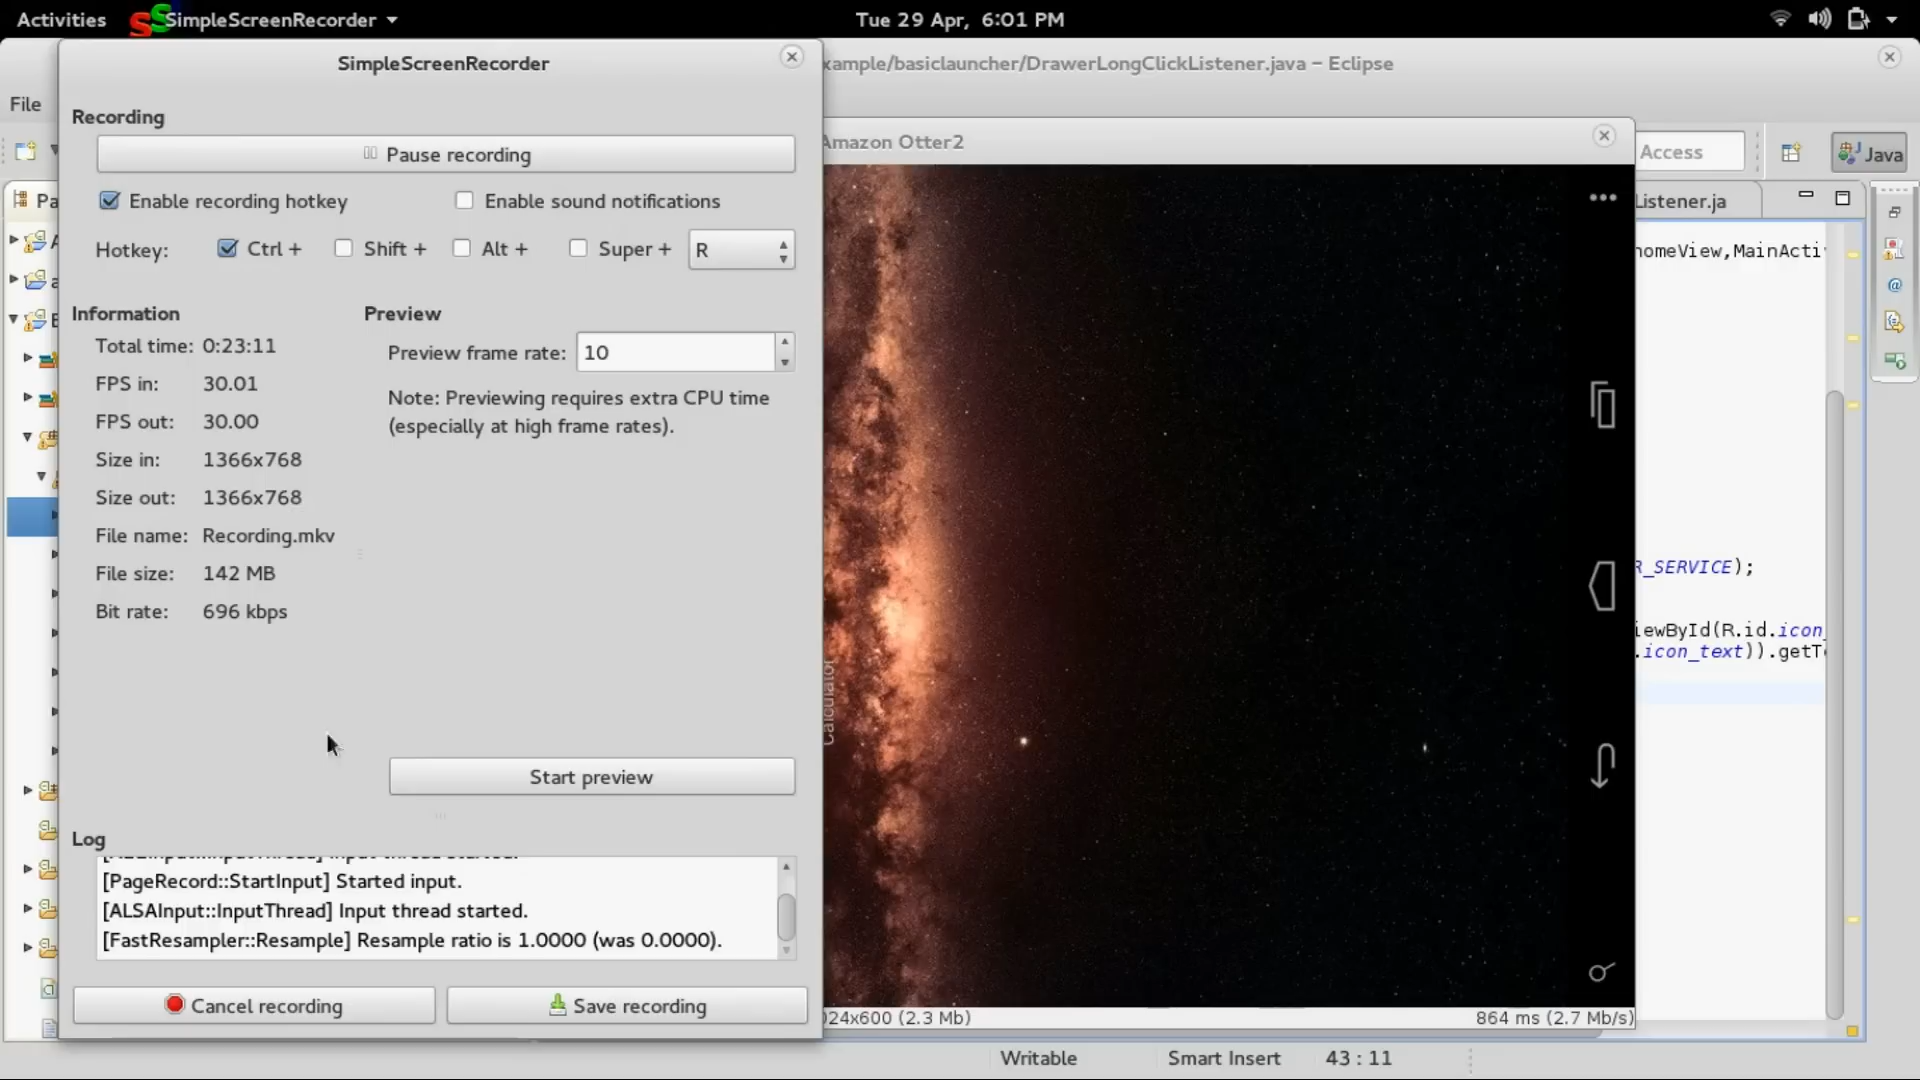 Activities
SimpleScreenRecorder
Tue 29 Apr, 6:01 PM
SimpleScreenRecorder
xample/basiclauncher/DrawerLongClickListener.java – Eclipse
File
Recording
Pause recording
Amazon Otter2
Access
Java
Enable recording hotkey
Enable sound notifications
Pa
Listener.ja
Hotkey:
Ctrl +
Shift +
Alt +
Super +
R
homeView,MainActi
Information
Preview
Total time: 0:23:11
Preview frame rate: 10
FPS in: 30.01
Note: Previewing requires extra CPU time
(especially at high frame rates).
FPS out: 30.00
Size in: 1366x768
Size out: 1366x768
File name: Recording.mkv
File size: 142 MB
Bit rate: 696 kbps
R_SERVICE);
iewById(R.id.icon_
.icon_text)).getT
Calculator
Start preview
Log
[PageRecord::StartInput] Started input.
[ALSAInput::InputThread] Input thread started.
[FastResampler::Resample] Resample ratio is 1.0000 (was 0.0000).
Cancel recording
Save recording
024x600 (2.3 Mb)
864 ms (2.7 Mb/s)
Writable
Smart Insert
43 : 11